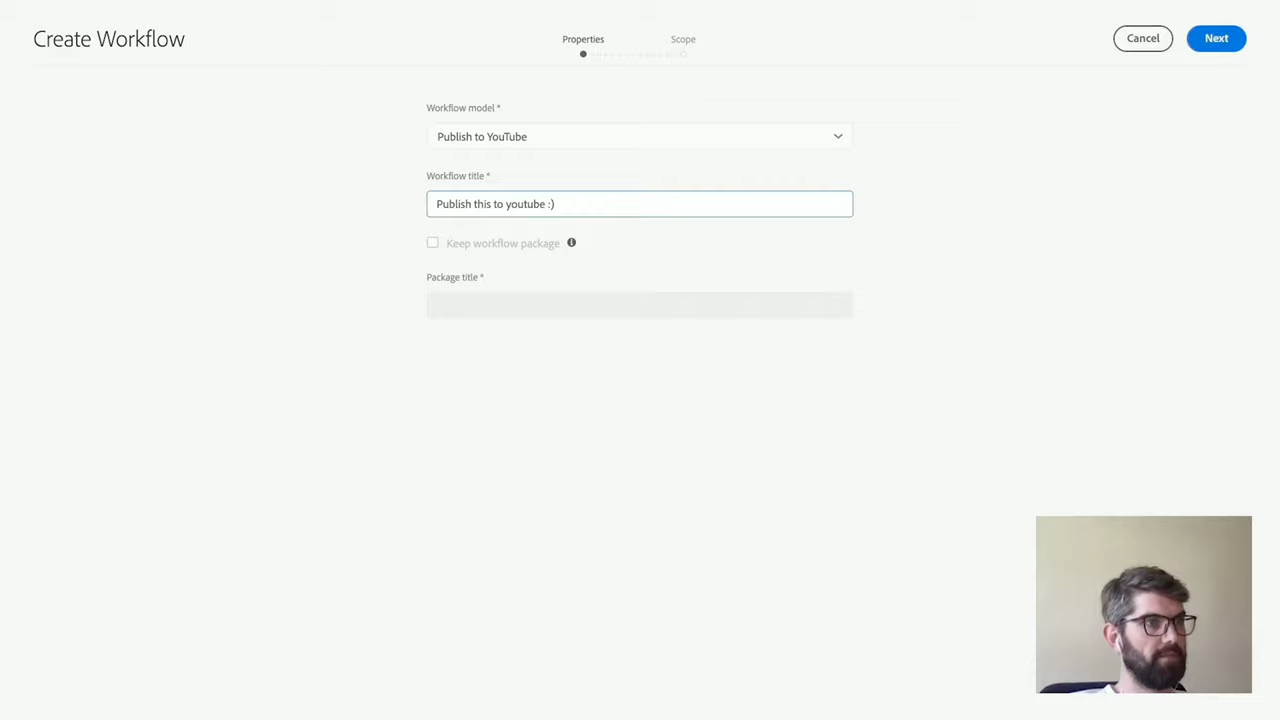 Create Workflow
Properties
Scope
Cancel
Next
Workflow model *
Publish to YouTube
Workflow title *
Publish this to youtube :)
Keep workflow package
Package title *